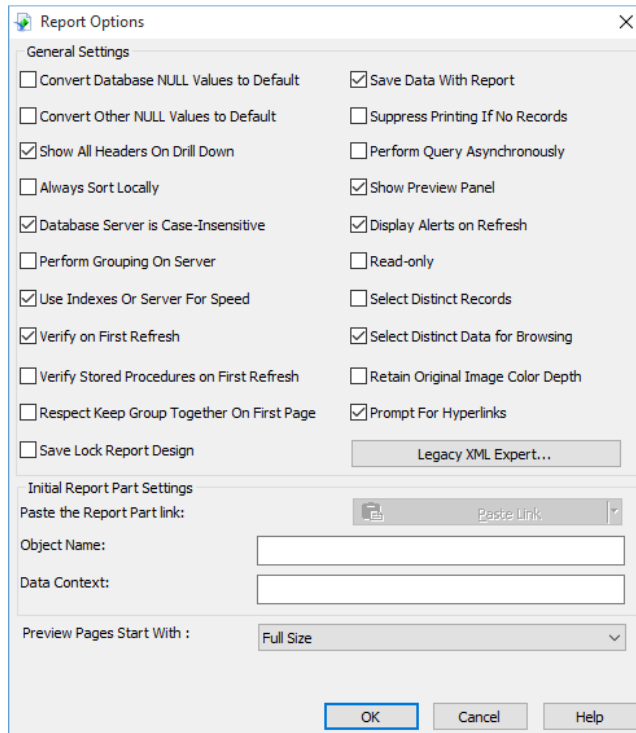 Report Options
General Settings
Convert Database NULL Values to Default
Save Data With Report
Convert Other NULL Values to Default
Suppress Printing If No Records
Show All Headers On Drill Down
Perform Query Asynchronously
Always Sort Locally
Show Preview Panel
Database Server is Case-Insensitive
Display Alerts on Refresh
Perform Grouping On Server
Read-only
Use Indexes Or Server For Speed
Select Distinct Records
Verify on First Refresh
Select Distinct Data for Browsing
Verify Stored Procedures on First Refresh
Retain Original Image Color Depth
Respect Keep Group Together On First Page
Prompt For Hyperlinks
Save Lock Report Design
Legacy XML Expert...
Initial Report Part Settings
Paste the Report Part link:
Paste Link
Object Name:
Data Context:
Preview Pages Start With :
Full Size
OK
Cancel
Help